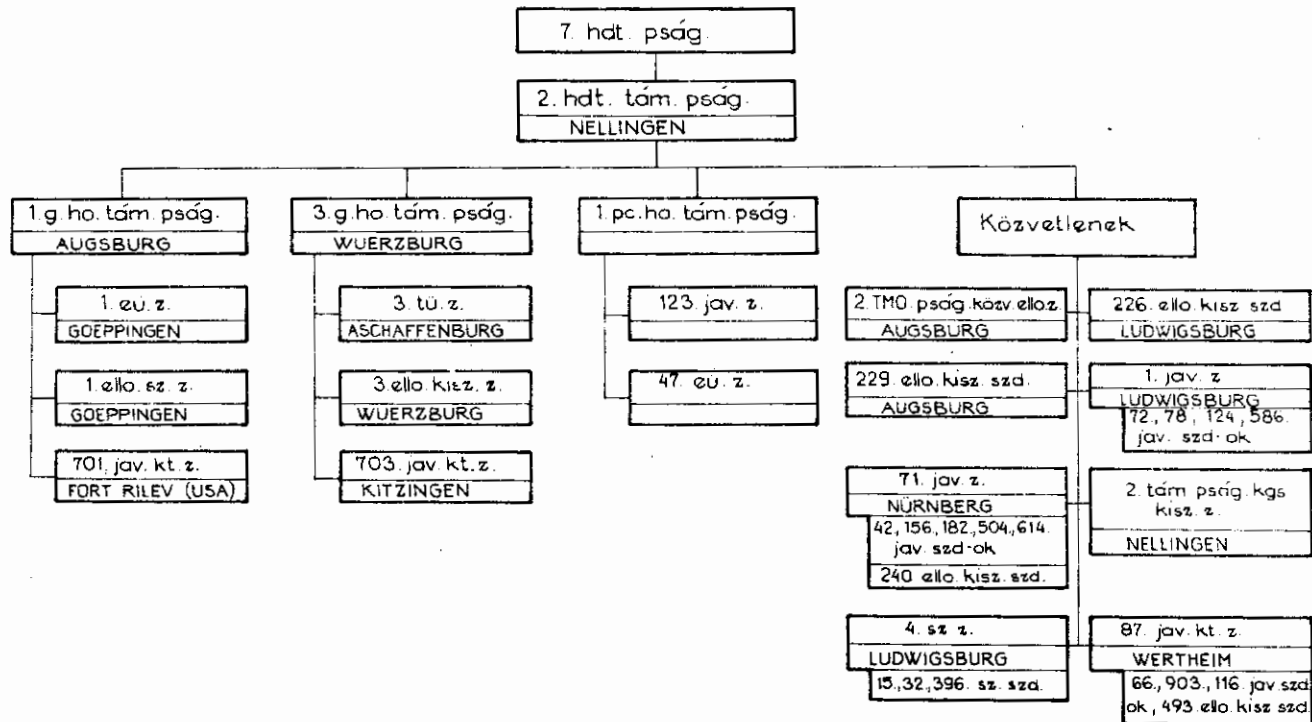 7. hdt. pság.
2. hdt. tám. pság.
NELLINGEN
1. g. ho. tám. pság.
AUGSBURG
1. eü. z.
GOEPPINGEN
1. ello. sz. z.
GOEPPINGEN
701. jav. kt. z.
FORT RILEV (USA)
3. g. ho. tám. pság.
WUERZBURG
3. tü. z.
ASCHAFFENBURG
3. ello. kisz. z.
WUERZBURG
703. jav. kt. z.
KITZINGEN
1. pc. ho. tám. pság.
123. jav. z.
47. eü. z.
Közvetlenek
2. TMO. pság. közv. ello. z.
AUGSBURG
226. ello. kisz. szd
LUDWIGSBURG
229. ello. kisz. szd.
AUGSBURG
1. jav. z
LUDWIGSBURG
72., 78., 124., 586.
jav. szd-ok
71. jav. z.
NÜRNBERG
42., 156., 182., 504., 614.
jav. szd-ok
240 ello. kisz. szd.
2. tám pság. kgs
kisz. z.
NELLINGEN
4. sz z.
LUDWIGSBURG
15., 32., 396. sz. szd.
87. jav. kt. z.
WERTHEIM
66., 903., 116. jav. szd
ok, 493. ello. kisz szd.